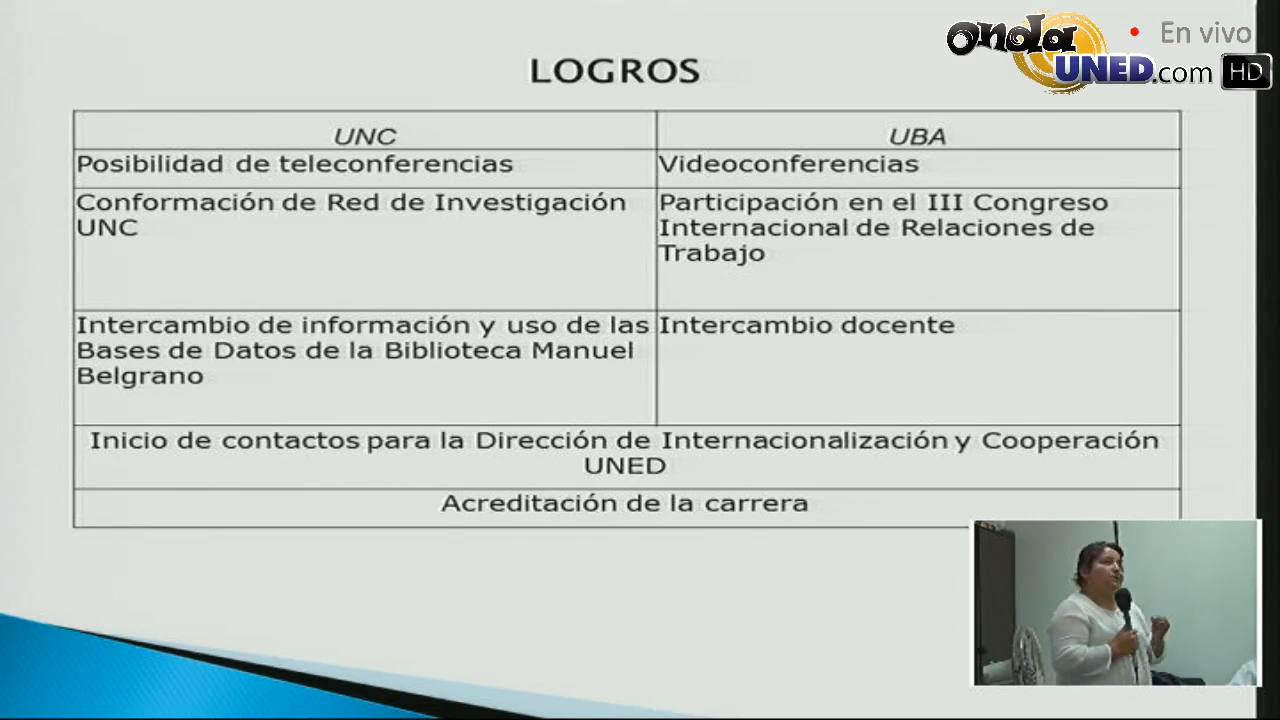 onda
UNED.com
• En vivo
HD
LOGROS
UNC
UBA
Posibilidad de teleconferencias
Videoconferencias
Conformación de Red de Investigación
UNC
Participación en el III Congreso
Internacional de Relaciones de
Trabajo
Intercambio de información y uso de las
Bases de Datos de la Biblioteca Manuel
Belgrano
Intercambio docente
Inicio de contactos para la Dirección de Internacionalización y Cooperación
UNED
Acreditación de la carrera